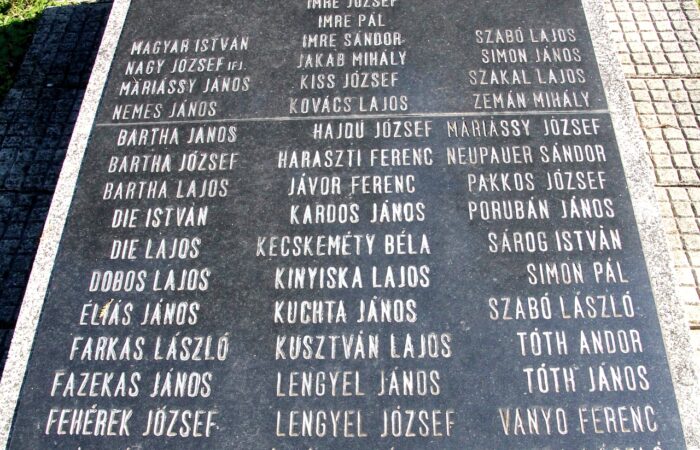 IMRE JÓZSEF
IMRE PÁL
MAGYAR ISTVÁN IMRE SÁNDOR SZABÓ LAJOS
NAGY JÓZSEF IFJ. JAKAB MIHÁLY SIMON JÁNOS
MÁRIÁSSY JÁNOS KISS JÓZSEF SZAKAL LAJOS
NEMES JÁNOS KOVÁCS LAJOS ZEMÁN MIHÁLY
BARTHA JÁNOS HAJDÚ JÓZSEF MÁRIÁSSY JÓZSEF
BARTHA JÓZSEF HARASZTI FERENC NEUPAUER SÁNDOR
BARTHA LAJOS JÁVOR FERENC PAKKOS JÓZSEF
DIE ISTVÁN KARDOS JÁNOS PORUBÁN JÁNOS
DIE LAJOS KECSKEMÉTY BÉLA SÁROG ISTVÁN
DOBOS LAJOS KINYISKA LAJOS SIMON PÁL
ÉLIÁS JÁNOS KUCHTA JÁNOS SZABÓ LÁSZLÓ
FARKAS LÁSZLÓ KUSZTVÁN LAJOS TÓTH ANDOR
FAZEKAS JÁNOS LENGYEL JÁNOS TÓTH JÁNOS
FEHÉREK JÓZSEF LENGYEL JÓZSEF VANYO FERENC